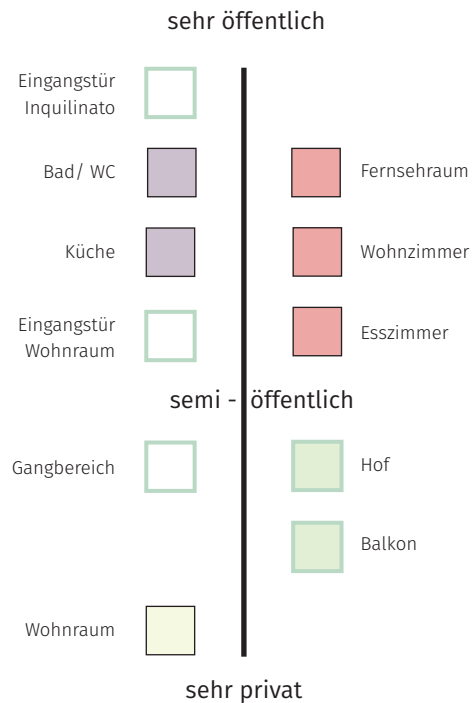 sehr öffentlich
Eingangstür
Inquilinato
Bad/ WC
Fernsehraum
Küche
Wohnzimmer
Eingangstür
Wohnraum
Esszimmer
semi - öffentlich
Gangbereich
Hof
Balkon
Wohnraum
sehr privat